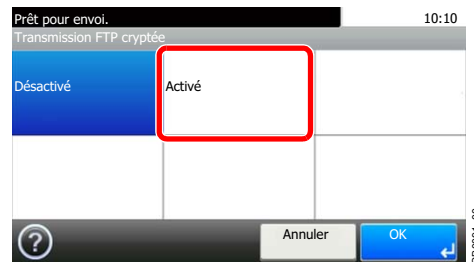 Prêt pour envoi. 10:10
Transmission FTP cryptée
Désactivé Activé
Annuler OK